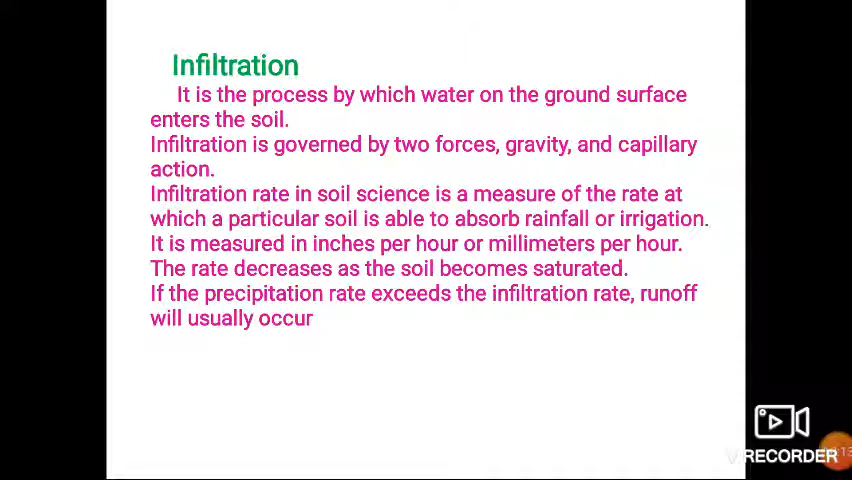 Infiltration
It is the process by which water on the ground surface
enters the soil.
Infiltration is governed by two forces, gravity, and capillary
action.
Infiltration rate in soil science is a measure of the rate at
which a particular soil is able to absorb rainfall or irrigation.
It is measured in inches per hour or millimeters per hour.
The rate decreases as the soil becomes saturated.
If the precipitation rate exceeds the infiltration rate, runoff
will usually occur
V.RECORDER